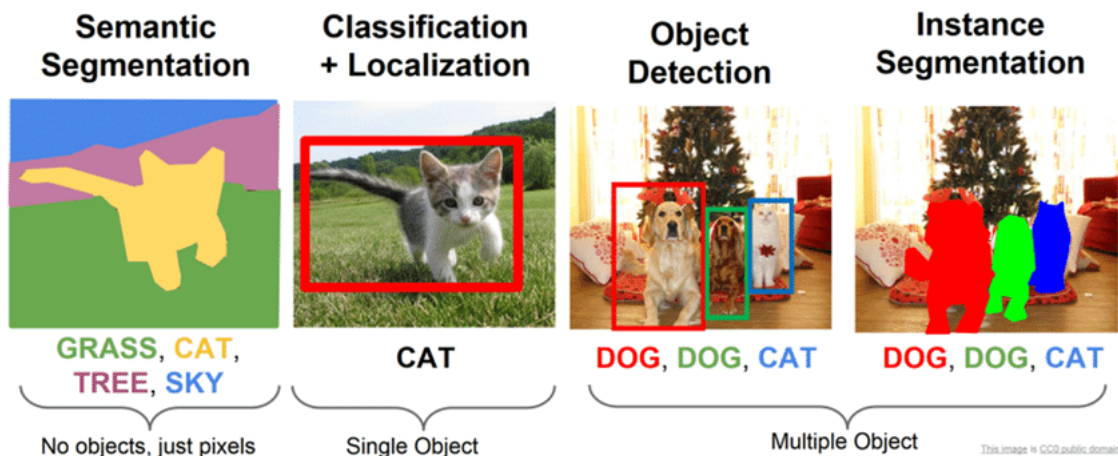 Semantic
Segmentation
Classification
+ Localization
Object
Detection
Instance
Segmentation
GRASS, CAT,
TREE, SKY
CAT
DOG, DOG, CAT
DOG, DOG, CAT
No objects, just pixels
Single Object
Multiple Object
This image is CC0 public domain